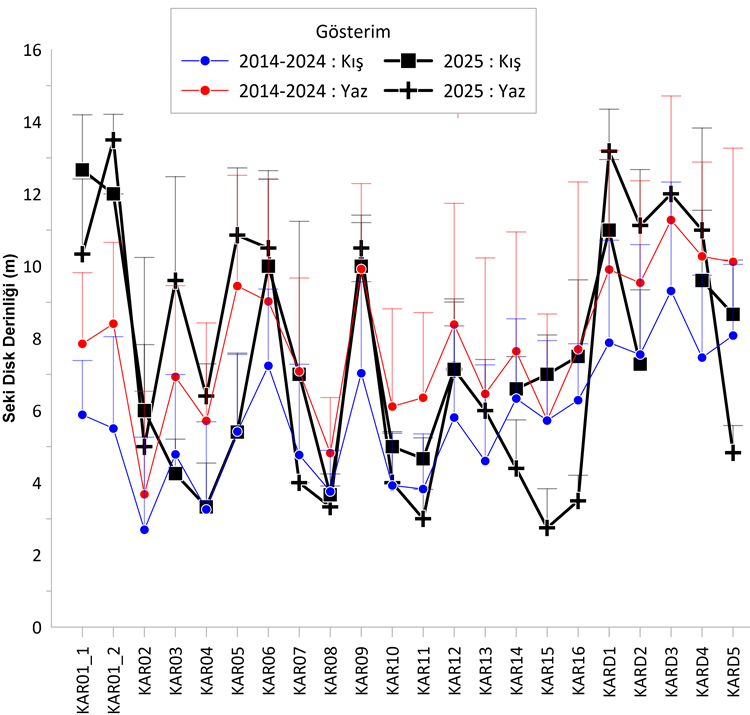 Gösterim
2014-2024 : Kış
2025 : Kış
2014-2024 : Yaz
2025 : Yaz
Seki Disk Derinliği (m)
16
14
12
10
8
6
4
2
0
KAR01_1
KAR01_2
KAR02
KAR03
KAR04
KAR05
KAR06
KAR07
KAR08
KAR09
KAR10
KAR11
KAR12
KAR13
KAR14
KAR15
KAR16
KARD1
KARD2
KARD3
KARD4
KARD5